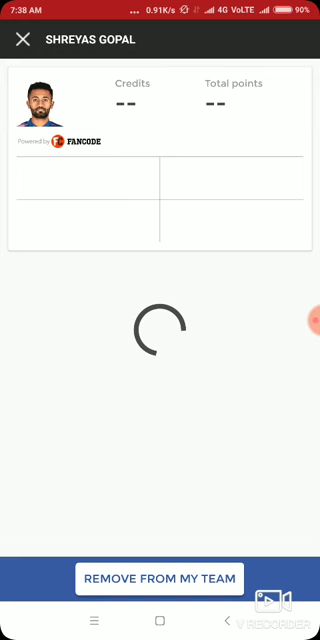 7:38 AM ... 0.91K/s 4G VoLTE 90%
SHREYAS GOPAL
Credits Total points
-- --
Powered by FC FANCODE
REMOVE FROM MY TEAM
V RECORDER